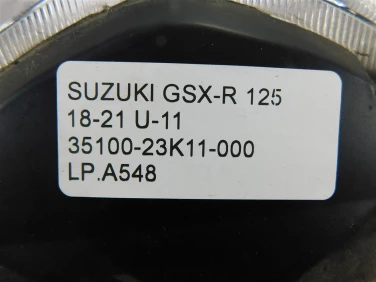 SUZUKI GSX-R 125
18-21 U-11
35100-23K11-000
LP.A548